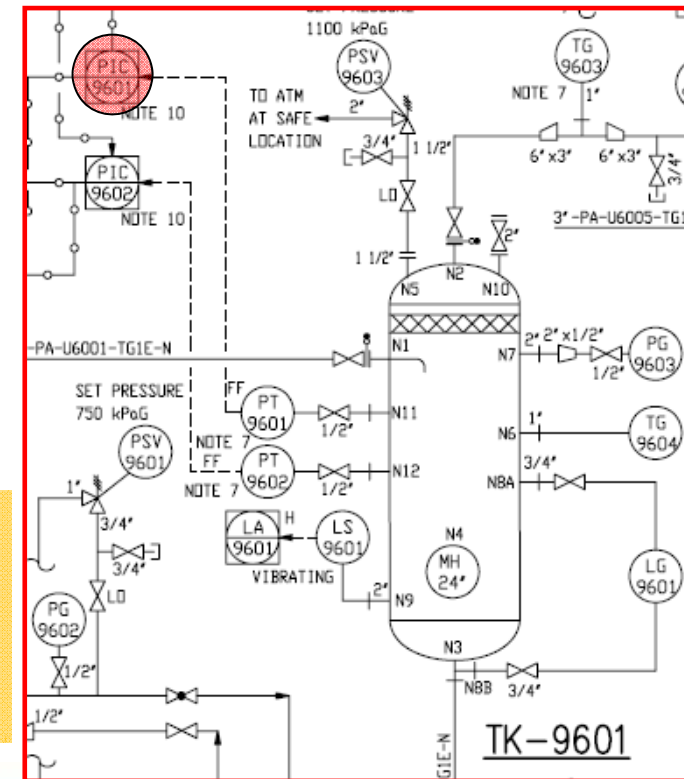 1100 kPaG
PSV
9603
TG
9603
NOTE 7
1"
PIC
9601
NOTE 10
TO ATM
AT SAFE
LOCATION
2"
3/4"
1 1/2"
LO
6"x3"
6"x3"
3/4"
PIC
9602
NOTE 10
3"-PA-U6005-TG1
1 1/2"
2"
N5
N2
N10
-PA-U6001-TG1E-N
N1
N7
2"
2"x1/2"
1/2"
PG
9603
SET PRESSURE
750 kPaG
FF
PT
9601
1/2"
N11
NOTE 7
N6
1"
TG
9604
PSV
9601
FF
PT
9602
1/2"
N12
NOTE 7
N8A
3/4"
1"
3/4"
3/4"
LA
9601
H
LS
9601
VIBRATING
2"
N9
N4
MH
24"
LG
9601
LO
PG
9602
1/2"
N3
N8B
3/4"
1/2"
G1E-N
TK-9601